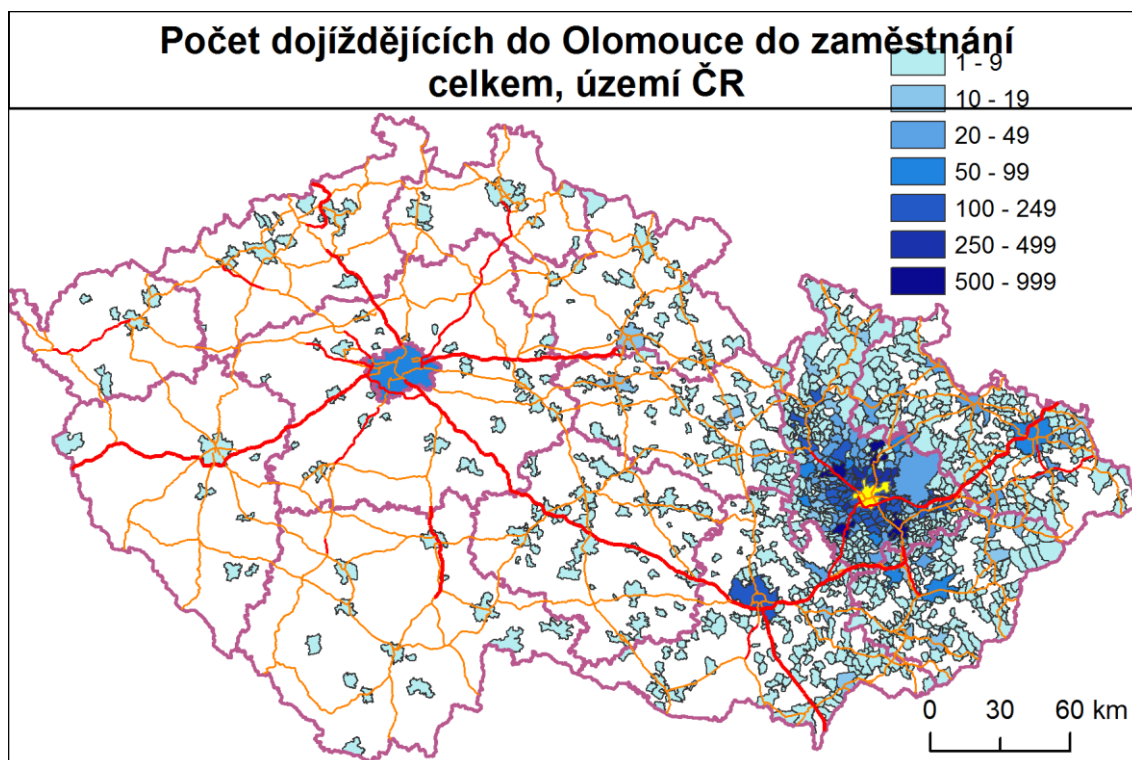 Počet dojíždějících do Olomouce do zaměstnání
celkem, území ČR
1 - 9
10 - 19
20 - 49
50 - 99
100 - 249
250 - 499
500 - 999
0 30 60 km